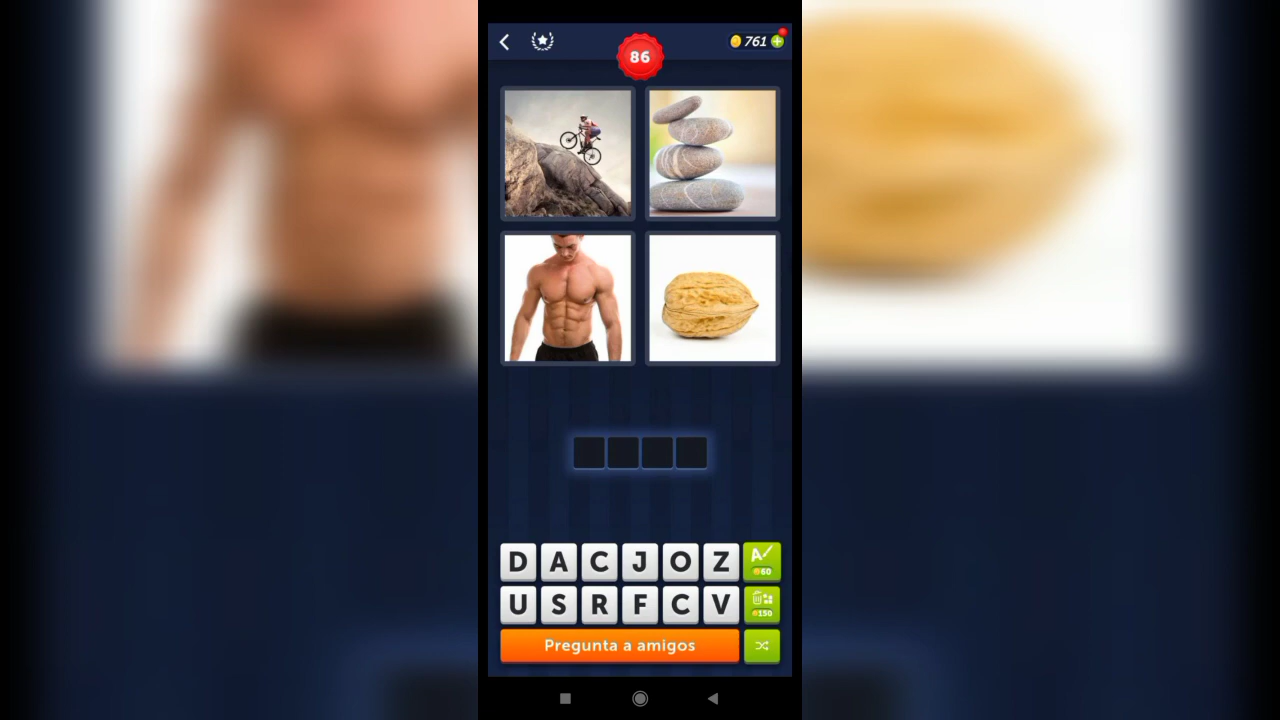 761
86
D A C J O Z
A 60
U S R F C V
150
Pregunta a amigos